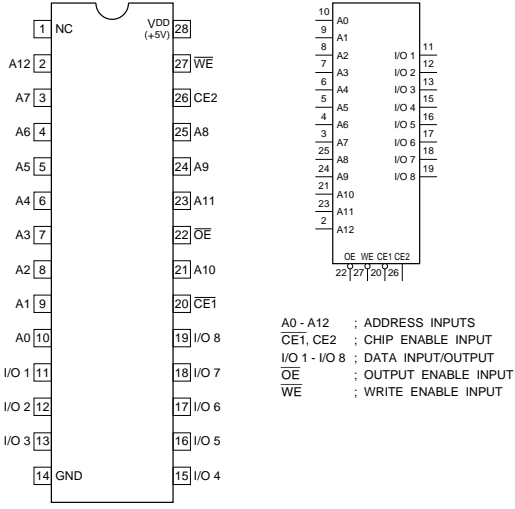 1 NC VDD 28
(+5V)
A12 2 27 WE
A7 3 26 CE2
A6 4 25 A8
A5 5 24 A9
A4 6 23 A11
A3 7 22 OE
A2 8 21 A10
A1 9 20 CE1
A0 10 19 I/O 8
I/O 1 11 18 I/O 7
I/O 2 12 17 I/O 6
I/O 3 13 16 I/O 5
14 GND 15 I/O 4
10 A0
9 A1
8 A2 I/O 1 11
7 A3 I/O 2 12
6 A4 I/O 3 13
5 A5 I/O 4 15
4 A6 I/O 5 16
3 A7 I/O 6 17
25 A8 I/O 7 18
24 A9 I/O 8 19
21 A10
23 A11
2 A12
OE WE CE1 CE2
22 27 20 26
A0 - A12 ; ADDRESS INPUTS
CE1, CE2 ; CHIP ENABLE INPUT
I/O 1 - I/O 8 ; DATA INPUT/OUTPUT
OE ; OUTPUT ENABLE INPUT
WE ; WRITE ENABLE INPUT